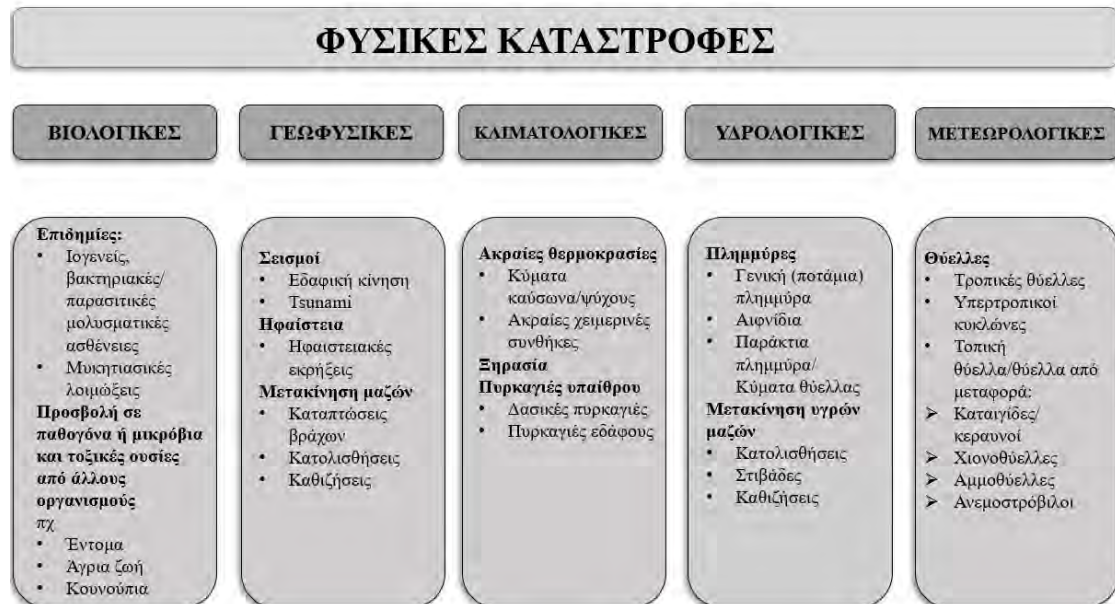 ΦΥΣΙΚΕΣ ΚΑΤΑΣΤΡΟΦΕΣ
ΒΙΟΛΟΓΙΚΕΣ
ΓΕΩΦΥΣΙΚΕΣ
ΚΛΙΜΑΤΟΛΟΓΙΚΕΣ
ΥΔΡΟΛΟΓΙΚΕΣ
ΜΕΤΕΩΡΟΛΟΓΙΚΕΣ
Επιδημίες:
• Ιογενείς,
βακτηριακές/
παρασιτικές
μολυσματικές
ασθένειες
• Μυκητιασικές
λοιμώξεις
Προσβολή σε
παθογόνα ή μικρόβια
και τοξικές ουσίες
από άλλους
οργανισμούς
πχ
• Έντομα
• Άγρια ζωή
• Κουνούπια
Σεισμοί
• Εδαφική κίνηση
• Tsunami
Ηφαίστεια
• Ηφαιστειακές
εκρήξεις
Μετακίνηση μαζών
• Καταπτώσεις
βράχων
• Κατολισθήσεις
• Καθιζήσεις
Ακραίες θερμοκρασίες
• Κύματα
καύσωνα/ψύχους
• Ακραίες χειμερινές
συνθήκες
Ξηρασία
Πυρκαγιές υπαίθρου
• Δασικές πυρκαγιές
• Πυρκαγιές εδάφους
Πλημμύρες
• Γενική (ποτάμια)
πλημμύρα
• Αιφνίδια
• Παράκτια
πλημμύρα/
Κύματα θύελλας
Μετακίνηση υγρών
μαζών
• Κατολισθήσεις
• Στιβάδες
• Καθιζήσεις
Θύελλες
• Τροπικές θύελλες
• Υπερτροπικοί
κυκλώνες
• Τοπική
θύελλα/θύελλα από
μεταφορά:
➢ Καταιγίδες/
κεραυνοί
➢ Χιονοθύελλες
➢ Αμμοθύελλες
➢ Ανεμοστρόβιλοι